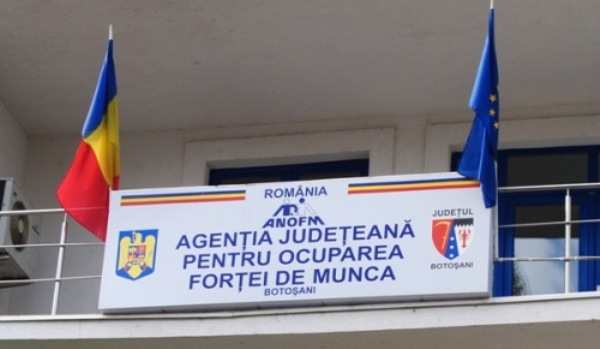 ROMÂNIA
ANOFM
AGENȚIA JUDEȚEANĂ
PENTRU OCUPAREA
FORȚEI DE MUNCA
BOTOȘANI
JUDEȚUL
BOTOȘANI